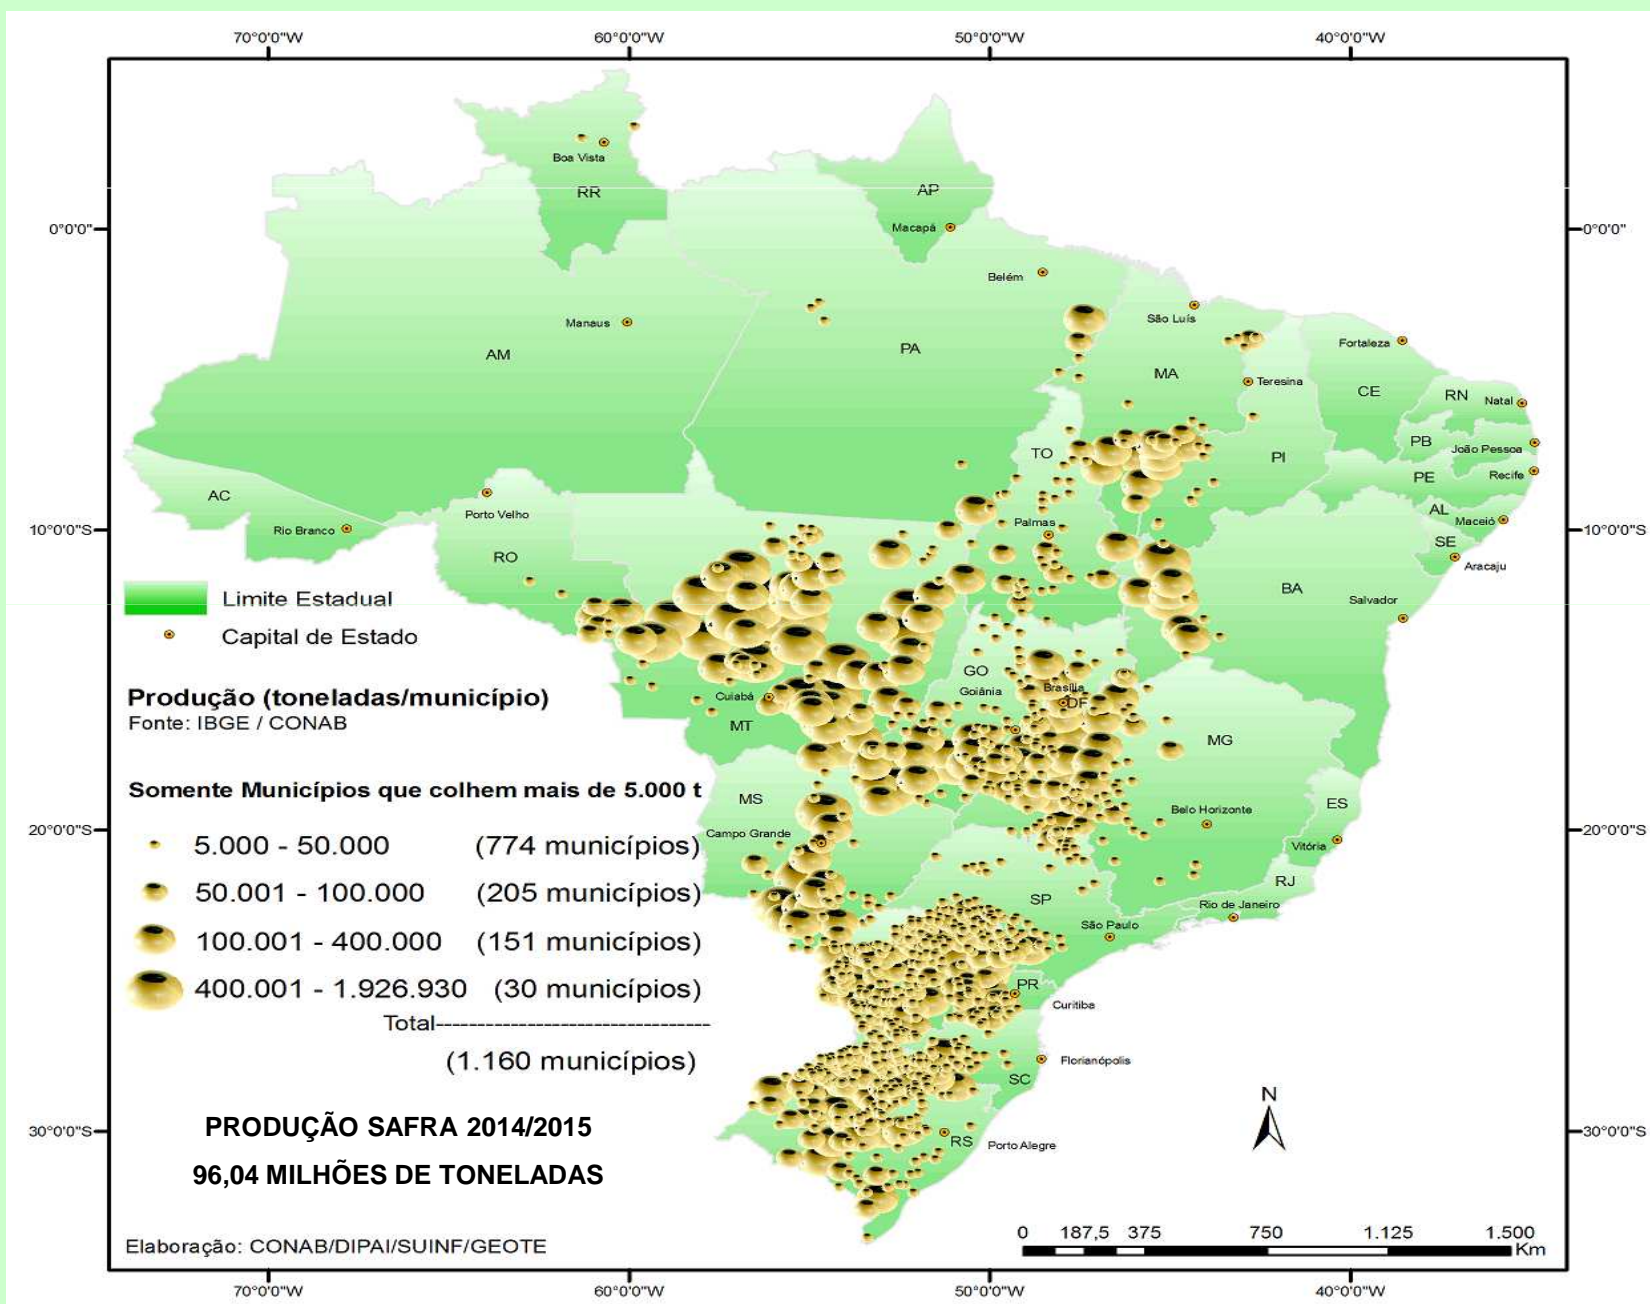 70°0'0"W 60°0'0"W 50°0'0"W 40°0'0"W
Boa Vista
RR
AP
0°0'0" Macapá 0°0'0"
Belém
São Luís
Manaus
Fortaleza
AM PA MA Teresina CE RN Natal
PB João Pessoa
TO PI PE Recife
AC Porto Velho AL Maceió
10°0'0"S Rio Branco Palmas 10°0'0"S
SE
RO Aracaju
BA
Limite Estadual Salvador
Capital de Estado
GO
Produção (toneladas/município) Cuiabá Goiânia Brasília DF
Fonte: IBGE / CONAB MT MG
Somente Municípios que colhem mais de 5.000 t
MS ES
20°0'0"S Campo Grande Belo Horizonte 20°0'0"S
5.000 - 50.000 (774 municípios) Vitória
50.001 - 100.000 (205 municípios) RJ
SP Rio de Janeiro
São Paulo
100.001 - 400.000 (151 municípios)
400.001 - 1.926.930 (30 municípios) PR
Curitiba
Total----------------------------------
(1.160 municípios) Florianópolis
SC
N
PRODUÇÃO SAFRA 2014/2015
30°0'0"S RS Porto Alegre 30°0'0"S
96,04 MILHÕES DE TONELADAS
0 187,5 375 750 1.125 1.500
Elaboração: CONAB/DIPAI/SUINF/GEOTE Km
70°0'0"W 60°0'0"W 50°0'0"W 40°0'0"W